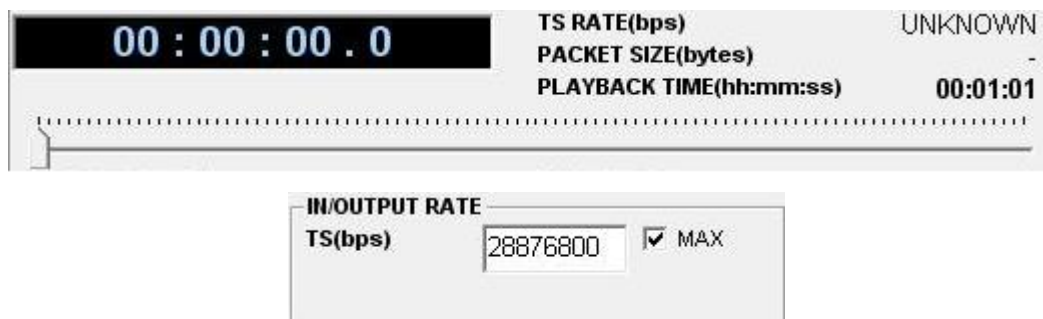 00 : 00 : 00 . 0
TS RATE(bps) UNKNOWN
PACKET SIZE(bytes) -
PLAYBACK TIME(hh:mm:ss) 00:01:01
IN/OUTPUT RATE
TS(bps) 28876800 MAX